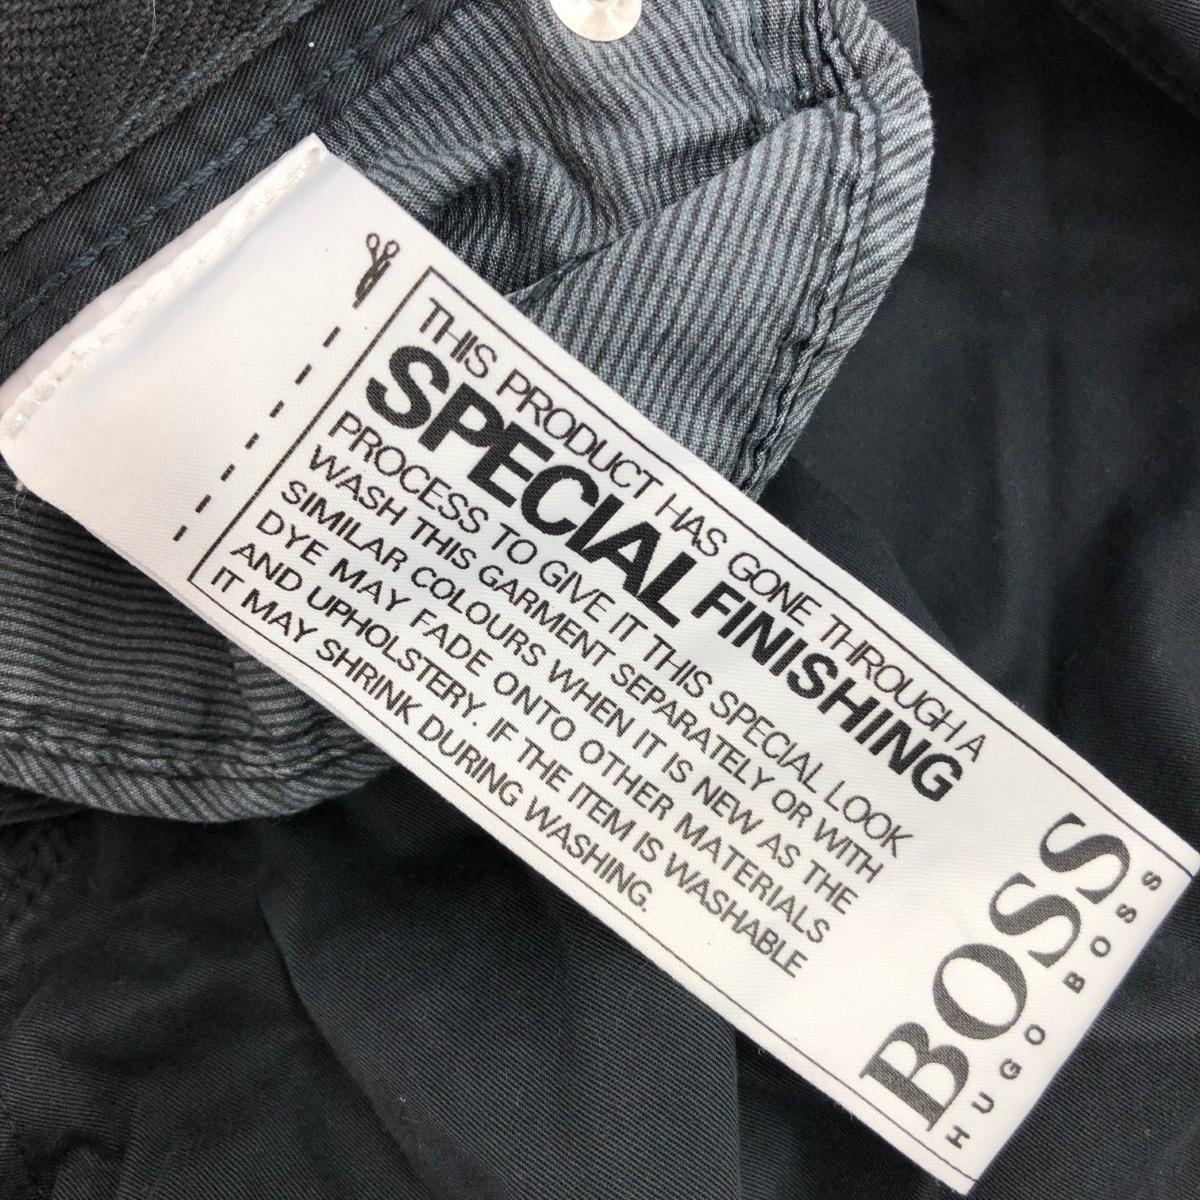 THIS PRODUCT HAS GONE THROUGH A
SPECIAL FINISHING
PROCESS TO GIVE IT THIS SPECIAL LOOK
WASH THIS GARMENT SEPARATELY OR WITH
SIMILAR COLOURS WHEN IT IS NEW AS THE
DYE MAY FADE ONTO OTHER MATERIALS
AND UPHOLSTERY. IF THE ITEM IS WASHABLE
IT MAY SHRINK DURING WASHING.
BOSS
HUGO BOSS